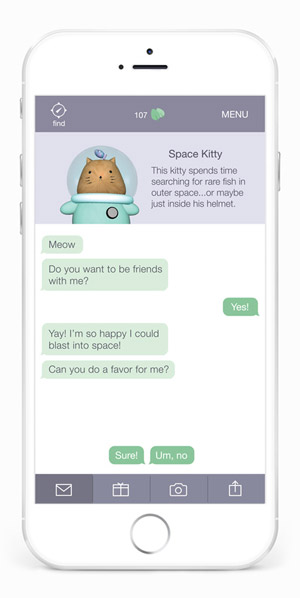 find
107
MENU
Space Kitty
This kitty spends time
searching for rare fish in
outer space...or maybe
just inside his helmet.
Meow
Do you want to be friends
with me?
Yes!
Yay! I'm so happy I could
blast into space!
Can you do a favor for me?
Sure!
Um, no